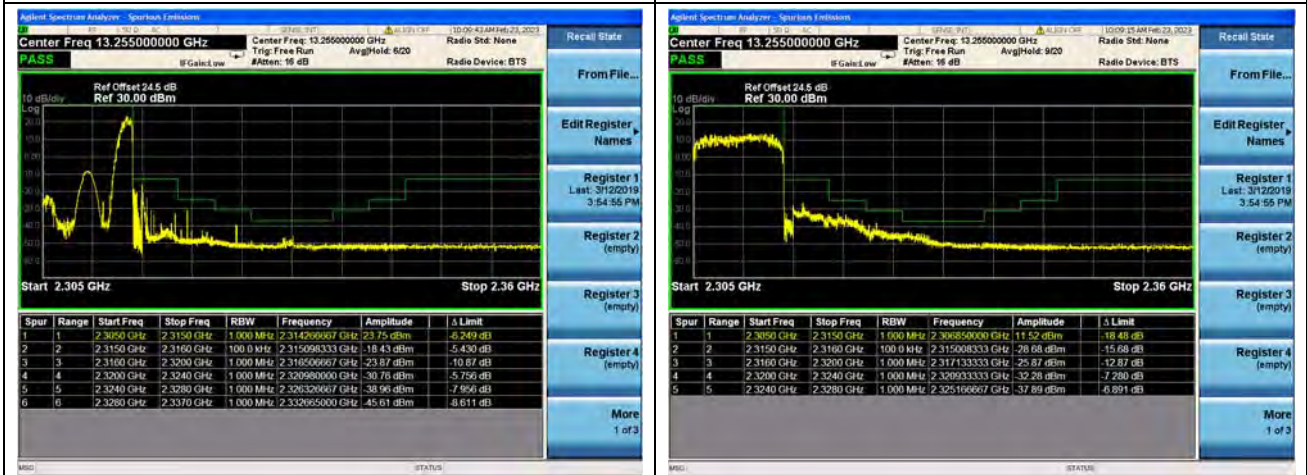 Agilent Spectrum Analyzer - Spurious Emissions
Center Freq 13.255000000 GHz
Center Freq: 13.255000000 GHz
Radio Std: None
Recall State
PASS
IFGain:Low
Trig: Free Run
Avg|Hold: 6/20
#Atten: 16 dB
Radio Device: BTS
From File...
Ref Offset 24.5 dB
10 dB/div
Ref 30.00 dBm
Log
Edit Register Names
Register 1
Last: 3/12/2019
3:54:55 PM
Register 2
(empty)
Start 2.305 GHz
Stop 2.36 GHz
Register 3
(empty)
Spur Range Start Freq Stop Freq RBW Frequency Amplitude Δ Limit
1 1 2.3050 GHz 2.3150 GHz 1.000 MHz 2.314266667 GHz 23.75 dBm -6.249 dB
2 2 2.3150 GHz 2.3160 GHz 100.0 kHz 2.315098333 GHz -18.43 dBm -5.430 dB
3 3 2.3160 GHz 2.3200 GHz 1.000 MHz 2.316506667 GHz -23.87 dBm -10.87 dB
4 4 2.3200 GHz 2.3240 GHz 1.000 MHz 2.320980000 GHz -30.76 dBm -5.756 dB
5 5 2.3240 GHz 2.3280 GHz 1.000 MHz 2.326326667 GHz -38.96 dBm -7.956 dB
6 6 2.3280 GHz 2.3370 GHz 1.000 MHz 2.332665000 GHz -45.61 dBm -8.611 dB
Register 4
(empty)
More
1 of 3
MSG
STATUS
Agilent Spectrum Analyzer - Spurious Emissions
Center Freq 13.255000000 GHz
Center Freq: 13.255000000 GHz
Radio Std: None
Recall State
PASS
IFGain:Low
Trig: Free Run
Avg|Hold: 9/20
#Atten: 16 dB
Radio Device: BTS
From File...
Ref Offset 24.5 dB
10 dB/div
Ref 30.00 dBm
Log
Edit Register Names
Register 1
Last: 3/12/2019
3:54:55 PM
Register 2
(empty)
Start 2.305 GHz
Stop 2.36 GHz
Register 3
(empty)
Spur Range Start Freq Stop Freq RBW Frequency Amplitude Δ Limit
1 1 2.3050 GHz 2.3150 GHz 1.000 MHz 2.306850000 GHz 11.52 dBm -18.48 dB
2 2 2.3150 GHz 2.3160 GHz 100.0 kHz 2.315008333 GHz -28.68 dBm -15.68 dB
3 3 2.3160 GHz 2.3200 GHz 1.000 MHz 2.317133333 GHz -25.87 dBm -12.87 dB
4 4 2.3200 GHz 2.3240 GHz 1.000 MHz 2.320933333 GHz -32.28 dBm -7.280 dB
5 5 2.3240 GHz 2.3280 GHz 1.000 MHz 2.325166667 GHz -37.89 dBm -6.891 dB
Register 4
(empty)
More
1 of 3
MSG
STATUS